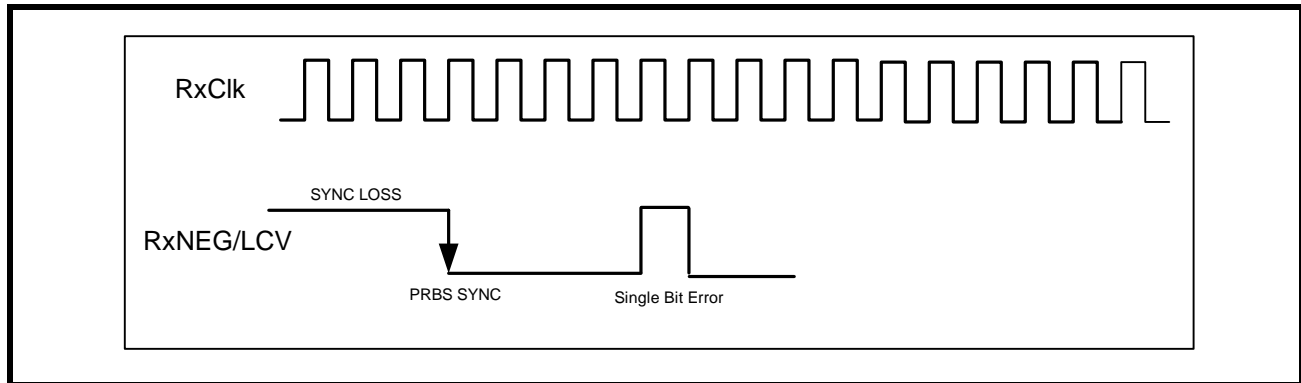 RxClk
SYNC LOSS
RxNEG/LCV
PRBS SYNC
Single Bit Error